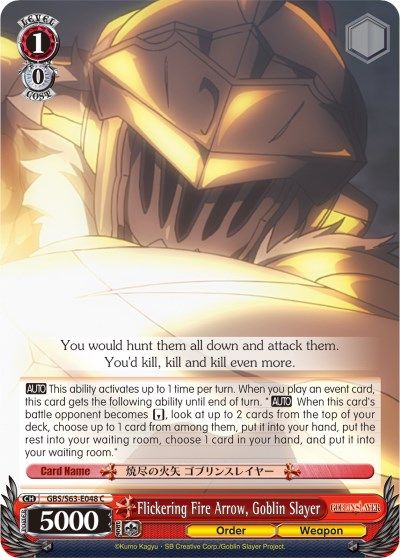 LEVEL
1
0
COST
You would hunt them all down and attack them.
You'd kill, kill and kill even more.
AUTO This ability activates up to 1 time per turn. When you play an event card,
this card gets the following ability until end of turn. "AUTO When this card's
battle opponent becomes [▼], look at up to 2 cards from the top of your
deck, choose up to 1 card from among them, put it into your hand, put the
rest into your waiting room, choose 1 card in your hand, and put it into
your waiting room."
Card Name 焼尽の火矢 ゴブリンスレイヤー
CH GBS/S63-E048 C
Flickering Fire Arrow, Goblin Slayer
GOBLIN SLAYER
POWER
5000
SOUL
Order Weapon
©Kumo Kagyu・SB Creative Corp./Goblin Slayer Project.